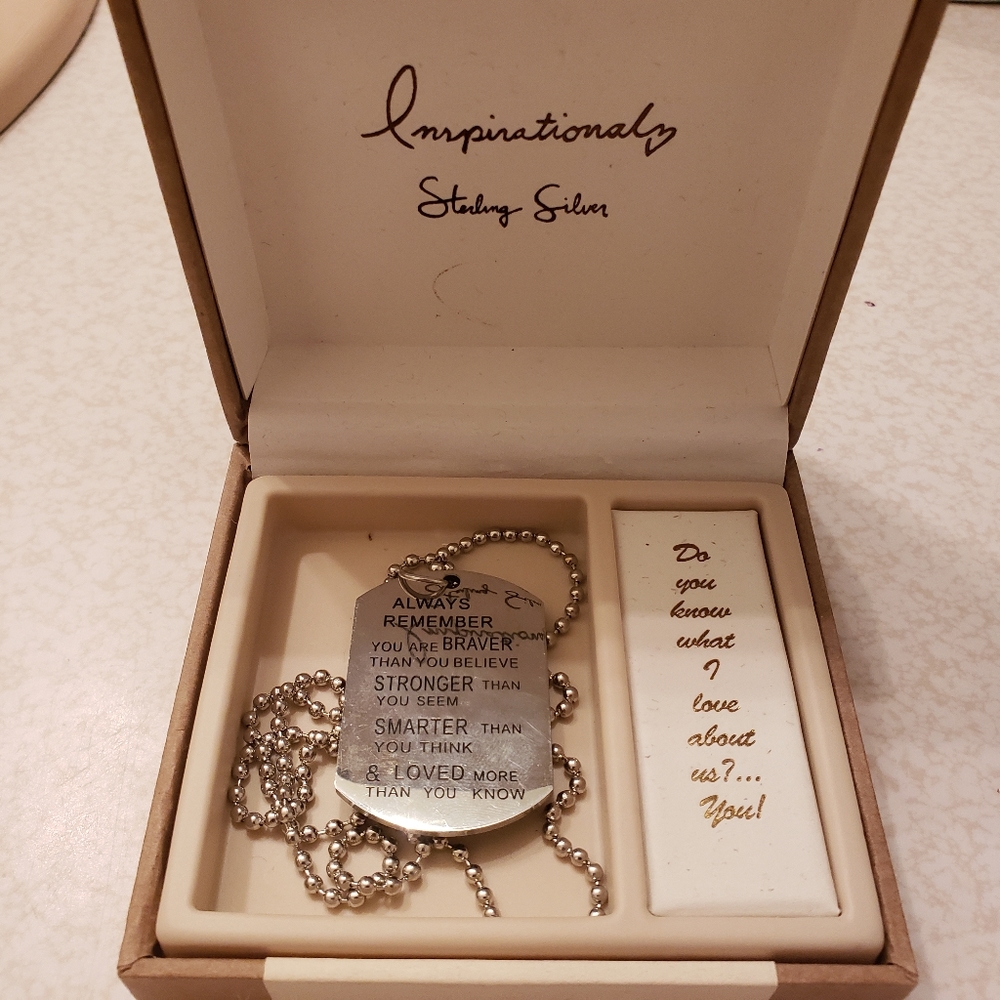 Inspirational
Sterling Silver
ALWAYS
REMEMBER
YOU ARE BRAVER
THAN YOU BELIEVE
STRONGER THAN
YOU SEEM
SMARTER THAN
YOU THINK
& LOVED MORE
THAN YOU KNOW
Do
you
know
what
I
love
about
us?...
You!